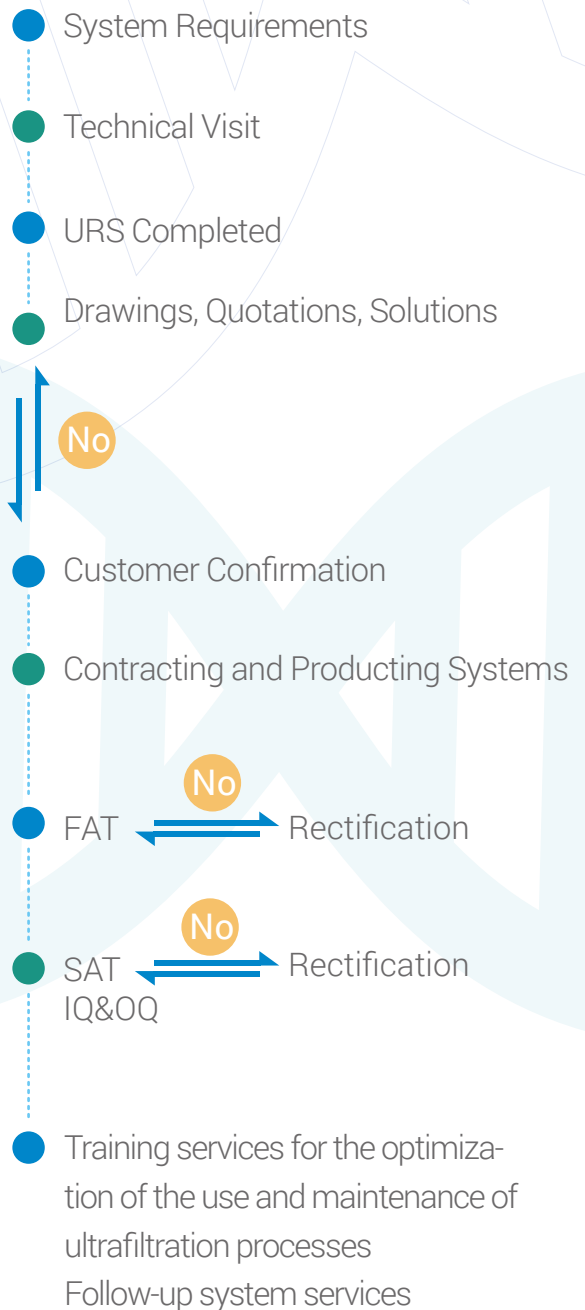 System Requirements
Technical Visit
URS Completed
Drawings, Quotations, Solutions
No
Customer Confirmation
Contracting and Producting Systems
No
FAT
Rectification
No
SAT
Rectification
IQ&OQ
Training services for the optimiza-
tion of the use and maintenance of
ultrafiltration processes
Follow-up system services